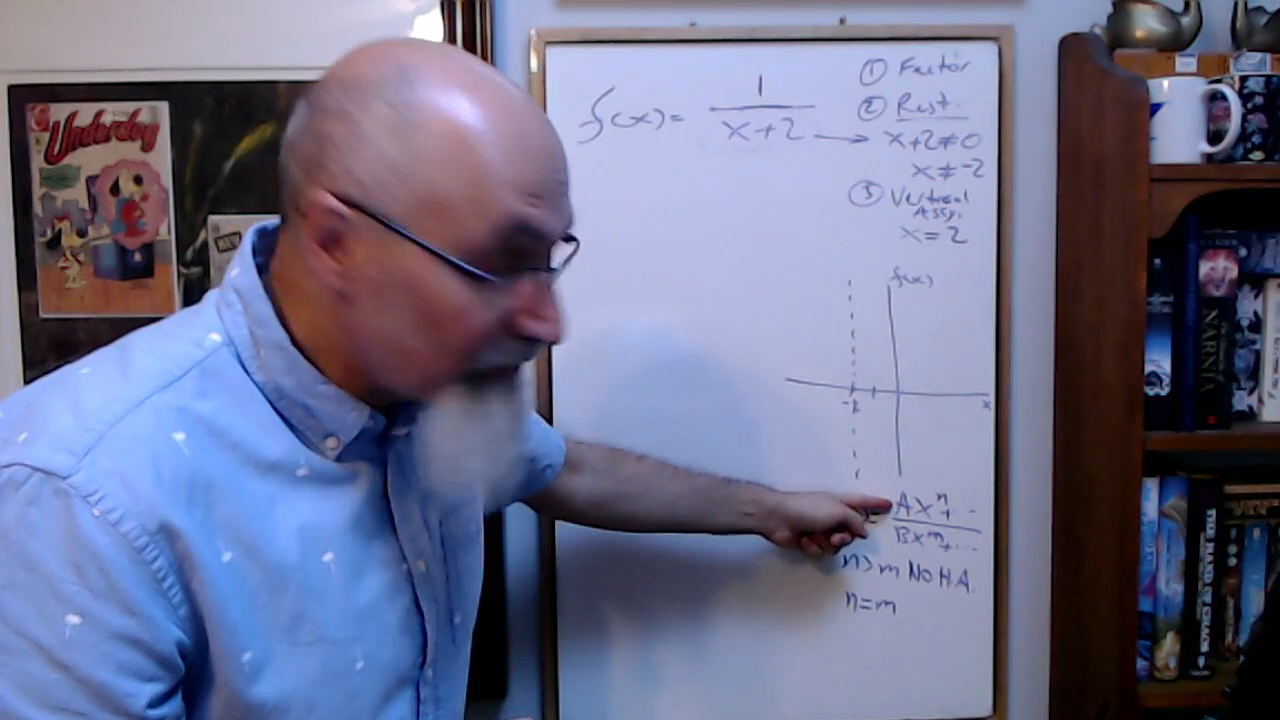 Underdog
f(x)= 1
x+2
① Factor
② Rest.
x+2≠0
x≠-2
③ Vertical
Assy.
x=2
f(x)
-2
x
Axⁿ+...
Bxᵐ+...
n>m No H.A.
n=m
NARNIA